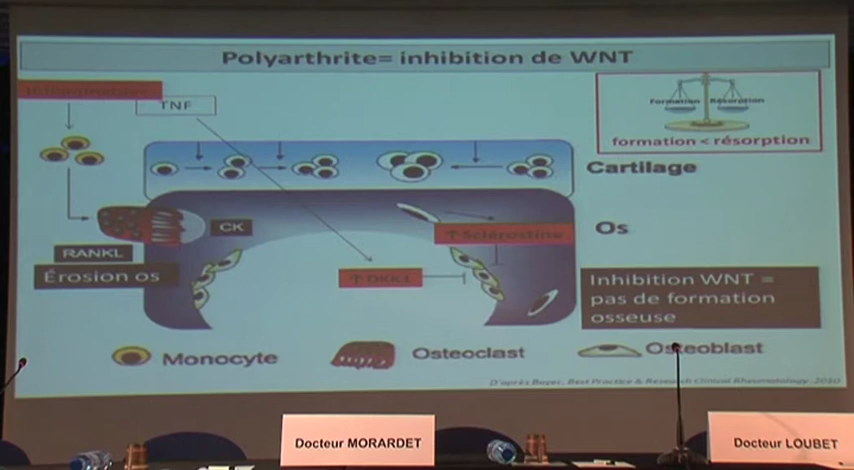 Polyarthrite= inhibition de WNT
TNF
Formation Résorption
formation < résorption
Cartilage
CK
Os
↑ Sclérostine
RANKL
Érosion os
↑ DKK1
Inhibition WNT =
pas de formation
osseuse
Monocyte
Osteoclast
Osteoblast
D'après Best Practice & Research Clinical Rheumatology, 2010
Docteur MORARDET
Docteur LOUBET